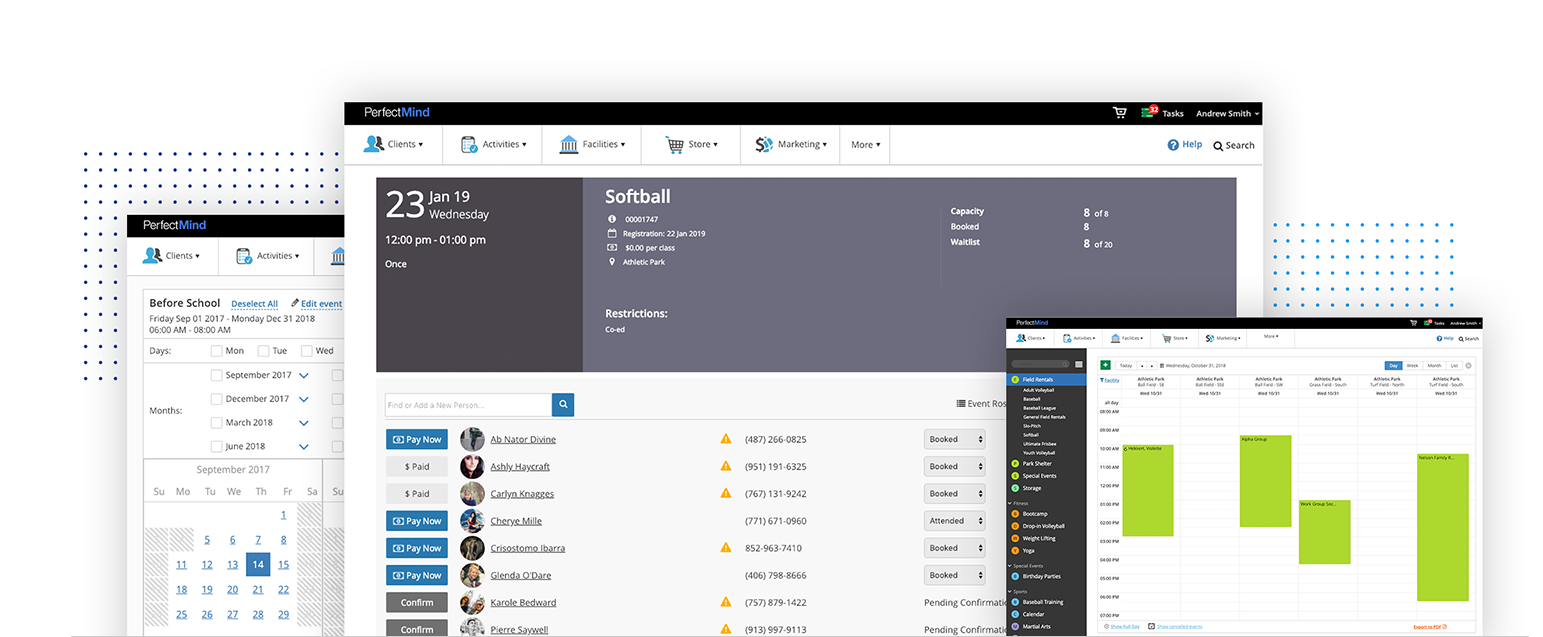 PerfectMind
32 Tasks Andrew Smith
Clients
Activities
Facilities
Store
Marketing
More
Help
Search
23 Jan 19
Wednesday
12:00 pm - 01:00 pm
Once
Softball
00001747
Registration: 22 Jan 2019
$0.00 per class
Athletic Park
Restrictions:
Co-ed
Capacity 8 of 8
Booked 8
Waitlist 8 of 20
Find or Add a New Person...
Event Ros
Pay Now Ab Nator Divine (487) 266-0825 Booked
$ Paid Ashly Haycraft (951) 191-6325 Booked
$ Paid Carlyn Knagges (767) 131-9242 Booked
Pay Now Cherye Mille (771) 671-0960 Attended
Pay Now Crisostomo Ibarra 852-963-7410 Booked
Pay Now Glenda O'Dare (406) 798-8666 Booked
Confirm Karole Bedward (757) 879-1422 Pending Confirmatio
Confirm Pierre Saywell (913) 997-9113 Pending Confirmatio
PerfectMind
Clients
Activities
Before School Deselect All Edit event
Friday Sep 01 2017 - Monday Dec 31 2018
06:00 AM - 08:00 AM
Days: Mon Tue Wed
Months:
September 2017
December 2017
March 2018
June 2018
September 2017
Su Mo Tu We Th Fr Sa Su
1
5 6 7 8
11 12 13 14 15
18 19 20 21 22
25 26 27 28 29
PerfectMind
Tasks Andrew Smith
Clients
Activities
Facilities
Store
Marketing
More
Help
Search
Field Rentals
Adult Volleyball
Baseball
Baseball League
General Field Rentals
Slo-Pitch
Softball
Ultimate Frisbee
Youth Volleyball
Park Shelter
Special Events
Storage
Fitness
Bootcamp
Drop-in Volleyball
Weight Lifting
Yoga
Special Events
Birthday Parties
Sports
Baseball Training
Calendar
Martial Arts
Today Wednesday, October 31, 2018
Day Week Month List
Facility
Athletic Park
Ball Field - SE
Wed 10/31
Athletic Park
Ball Field - SSE
Wed 10/31
Athletic Park
Ball Field - SW
Wed 10/31
Athletic Park
Grass Field - South
Wed 10/31
Athletic Park
Turf Field - North
Wed 10/31
Athletic Park
Turf Field - South
Wed 10/31
all day
08:00 AM
09:00 AM
10:00 AM
11:00 AM
12:00 PM
01:00 PM
02:00 PM
03:00 PM
04:00 PM
05:00 PM
06:00 PM
07:00 PM
Alpha Group
Nelson Family R...
Work Group Soc...
Show Full Day
Show cancelled events
Export to PDF